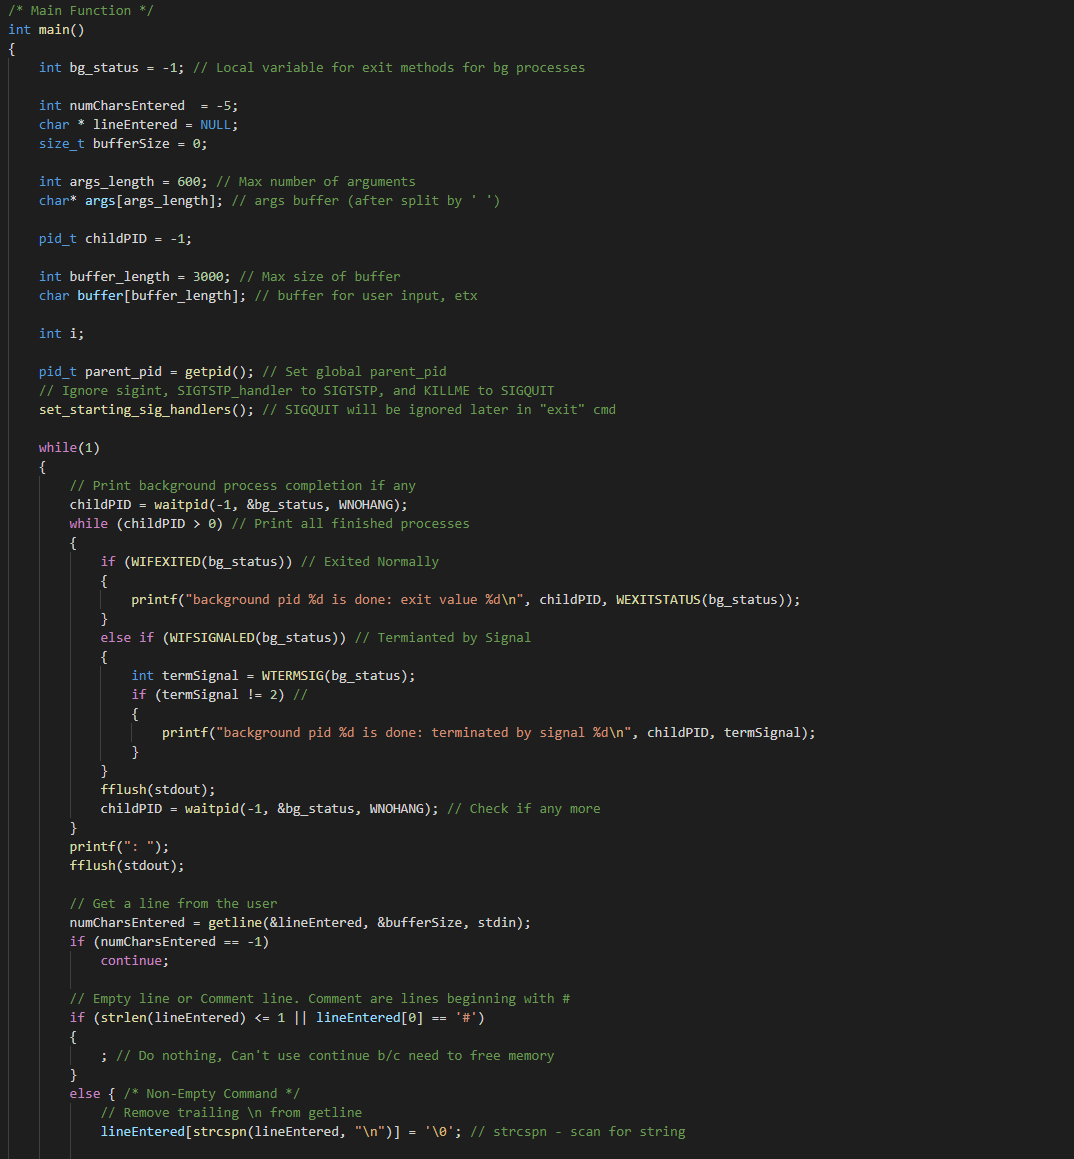 /* Main Function */
int main()
{
    int bg_status = -1; // Local variable for exit methods for bg processes

    int numCharsEntered  = -5;
    char * lineEntered = NULL;
    size_t bufferSize = 0;

    int args_length = 600; // Max number of arguments
    char* args[args_length]; // args buffer (after split by ' ')

    pid_t childPID = -1;

    int buffer_length = 3000; // Max size of buffer
    char buffer[buffer_length]; // buffer for user input, etx

    int i;

    pid_t parent_pid = getpid(); // Set global parent_pid
    // Ignore sigint, SIGTSTP_handler to SIGTSTP, and KILLME to SIGQUIT
    set_starting_sig_handlers(); // SIGQUIT will be ignored later in "exit" cmd

    while(1)
    {
        // Print background process completion if any
        childPID = waitpid(-1, &bg_status, WNOHANG);
        while (childPID > 0) // Print all finished processes
        {
            if (WIFEXITED(bg_status)) // Exited Normally
            {
                printf("background pid %d is done: exit value %d\n", childPID, WEXITSTATUS(bg_status));
            }
            else if (WIFSIGNALED(bg_status)) // Termianted by Signal
            {
                int termSignal = WTERMSIG(bg_status);
                if (termSignal != 2) //
                {
                    printf("background pid %d is done: terminated by signal %d\n", childPID, termSignal);
                }
            }
            fflush(stdout);
            childPID = waitpid(-1, &bg_status, WNOHANG); // Check if any more
        }
        printf(": ");
        fflush(stdout);

        // Get a line from the user
        numCharsEntered = getline(&lineEntered, &bufferSize, stdin);
        if (numCharsEntered == -1)
            continue;

        // Empty line or Comment line. Comment are lines beginning with #
        if (strlen(lineEntered) <= 1 || lineEntered[0] == '#')
        {
            ; // Do nothing, Can't use continue b/c need to free memory
        }
        else { /* Non-Empty Command */
            // Remove trailing \n from getline
            lineEntered[strcspn(lineEntered, "\n")] = '\0'; // strcspn - scan for string